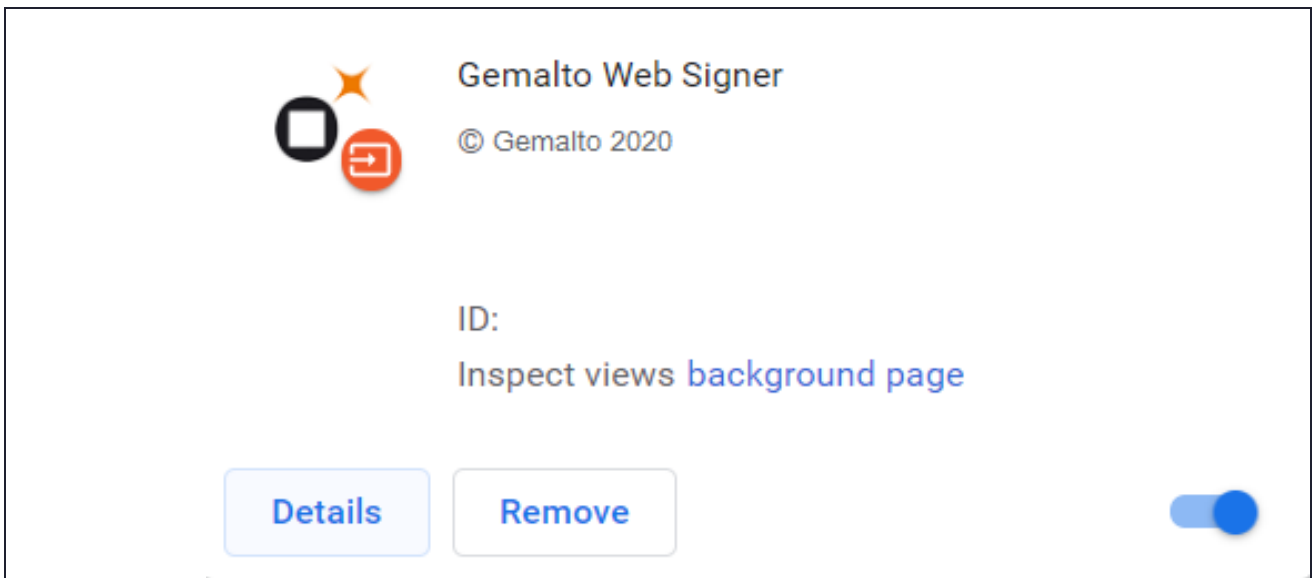 Gemalto Web Signer
© Gemalto 2020
ID:
Inspect views background page
Details Remove